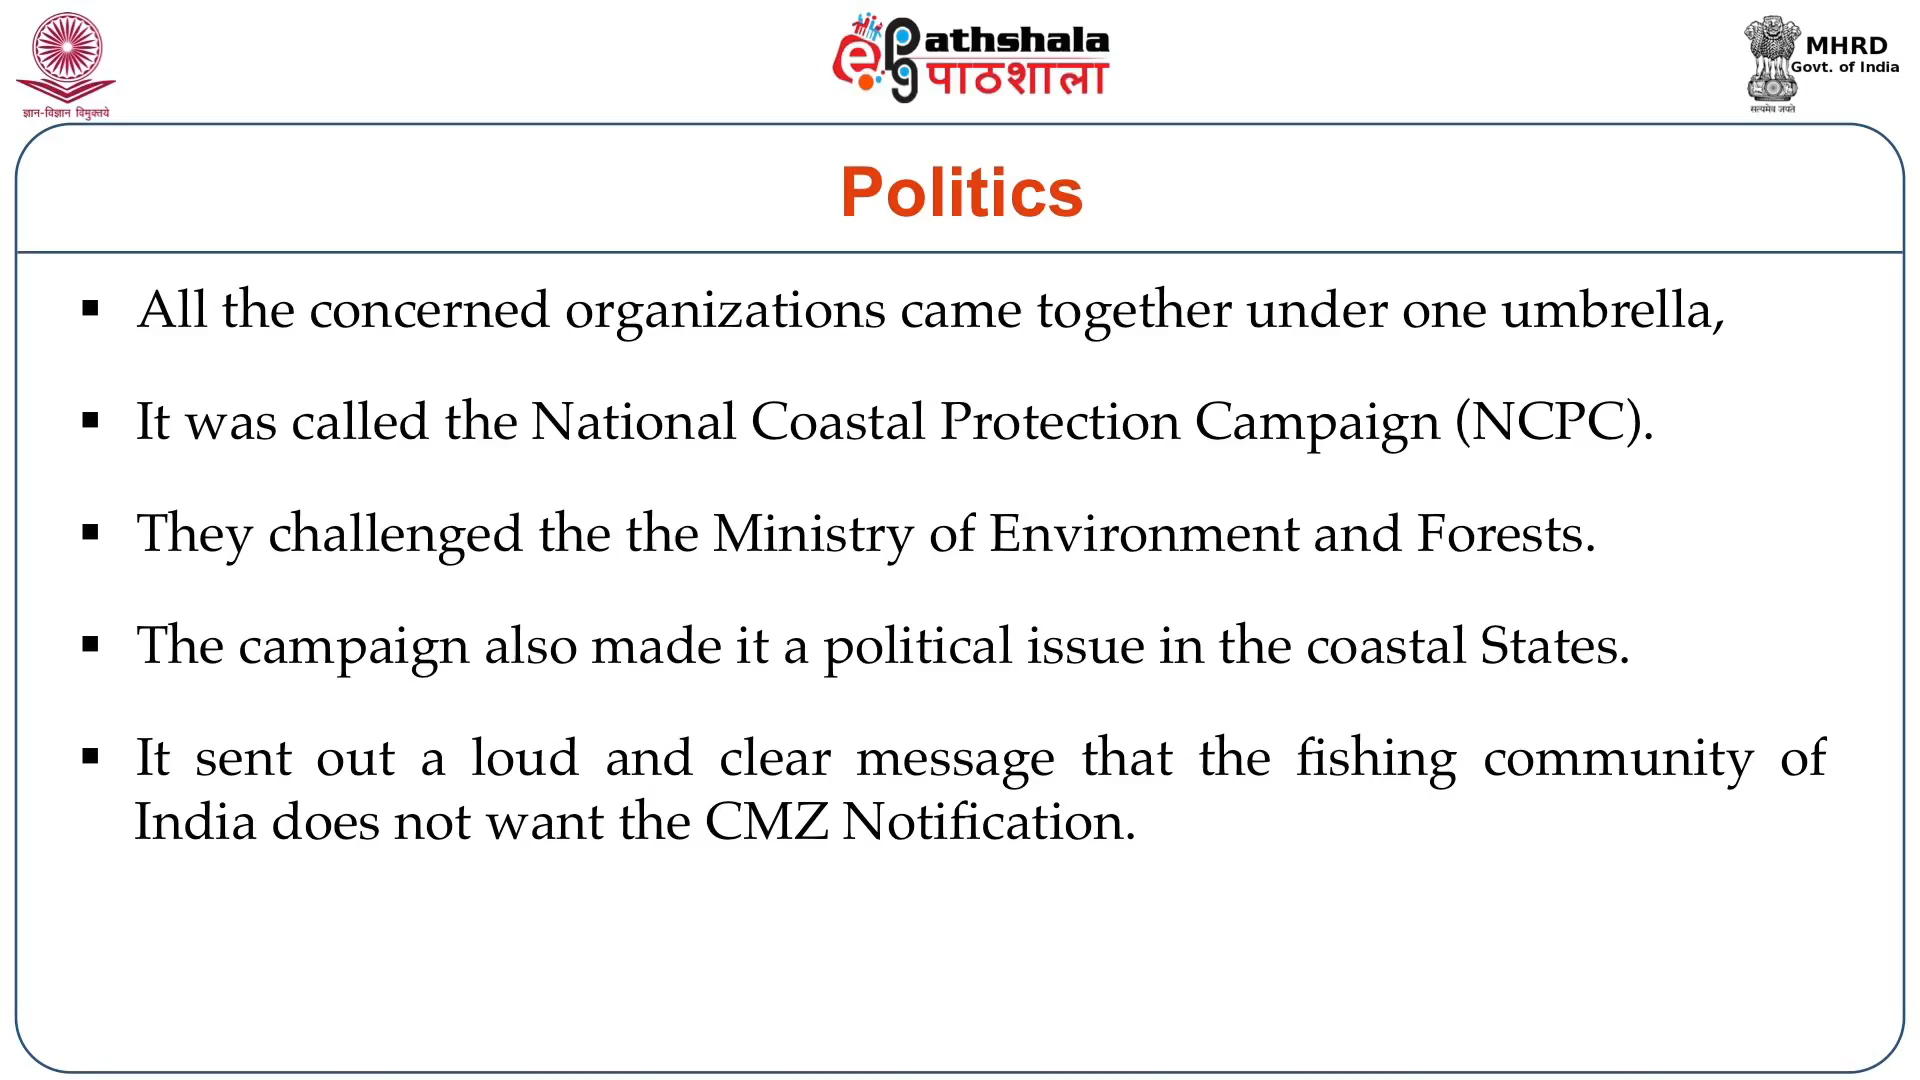 ज्ञान-विज्ञान विमुक्तये
ePG Pathshala
पाठशाला
MHRD
Govt. of India
सत्यमेव जयते
Politics
▪ All the concerned organizations came together under one umbrella,
▪ It was called the National Coastal Protection Campaign (NCPC).
▪ They challenged the the Ministry of Environment and Forests.
▪ The campaign also made it a political issue in the coastal States.
▪ It sent out a loud and clear message that the fishing community of
India does not want the CMZ Notification.